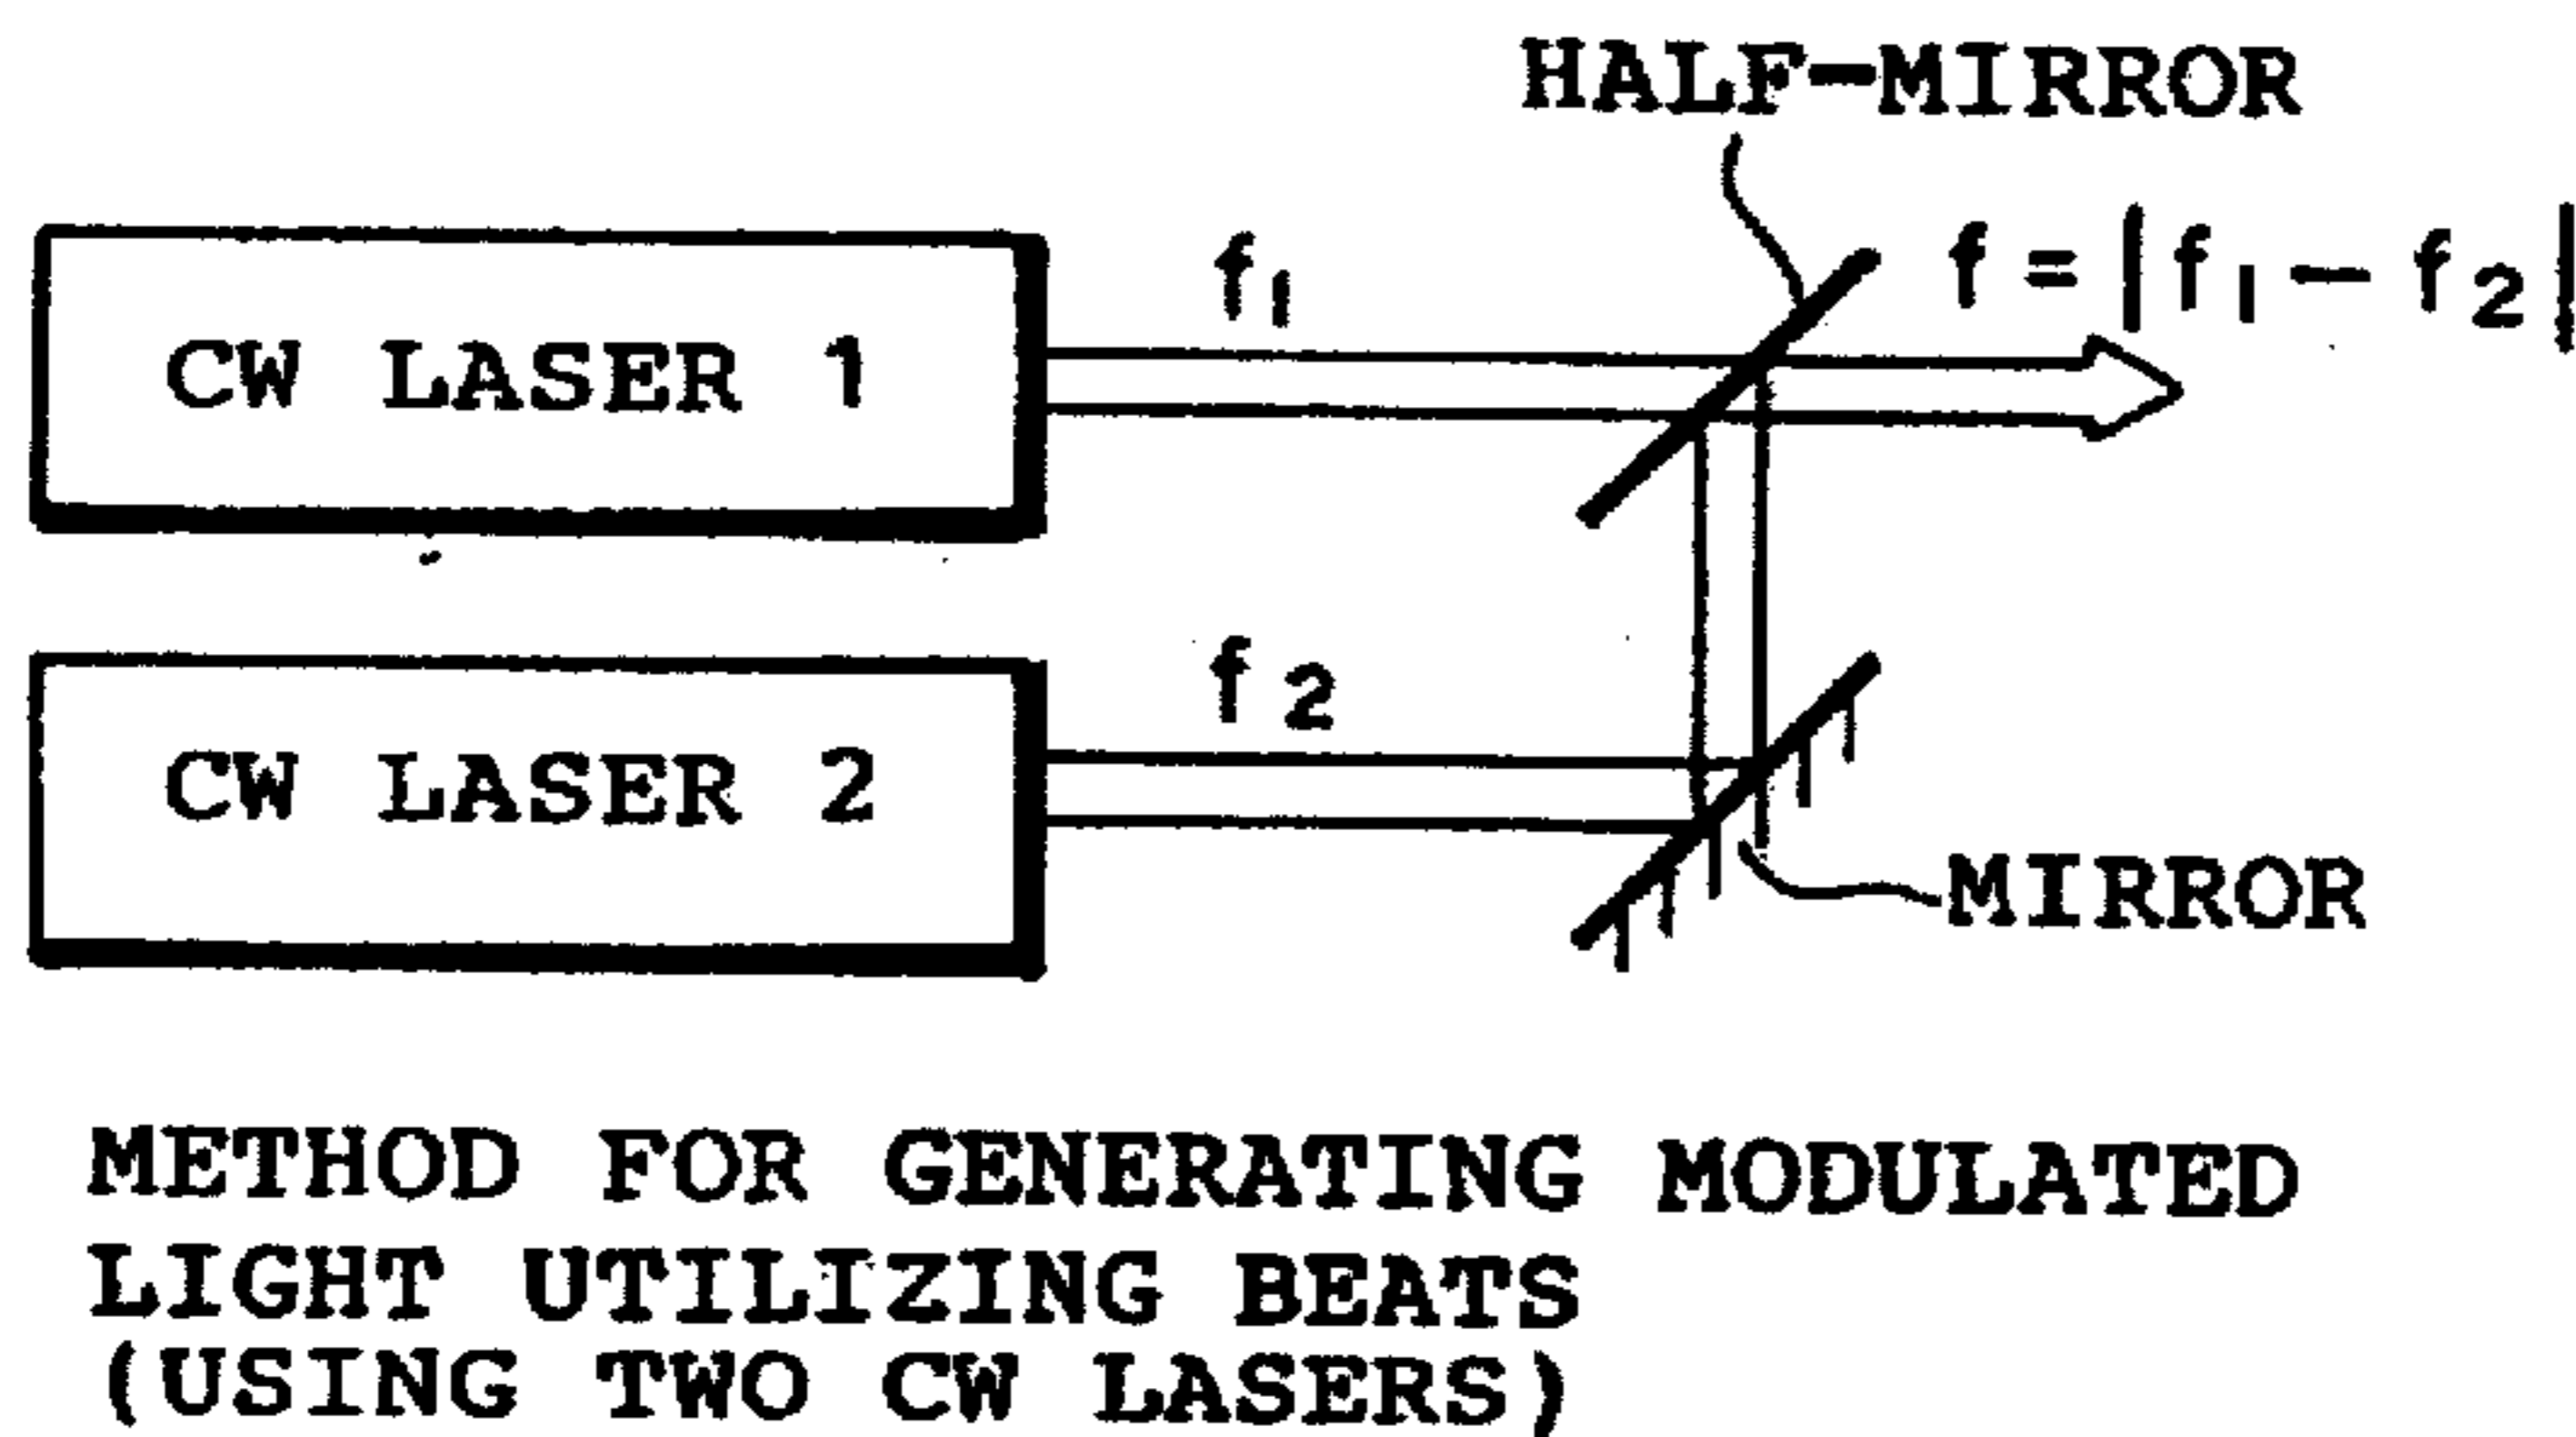 HALF-MIRROR
f₁
f = |f₁ - f₂|
CW LASER 1
f₂
CW LASER 2
MIRROR
METHOD FOR GENERATING MODULATED
LIGHT UTILIZING BEATS
(USING TWO CW LASERS)